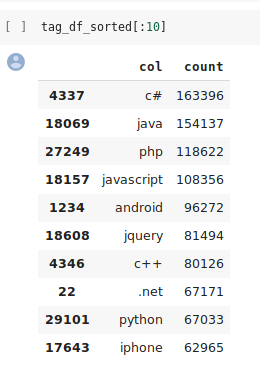 [ ] tag_df_sorted[:10]
col count
4337 c# 163396
18069 java 154137
27249 php 118622
18157 javascript 108356
1234 android 96272
18608 jquery 81494
4346 c++ 80126
22 .net 67171
29101 python 67033
17643 iphone 62965